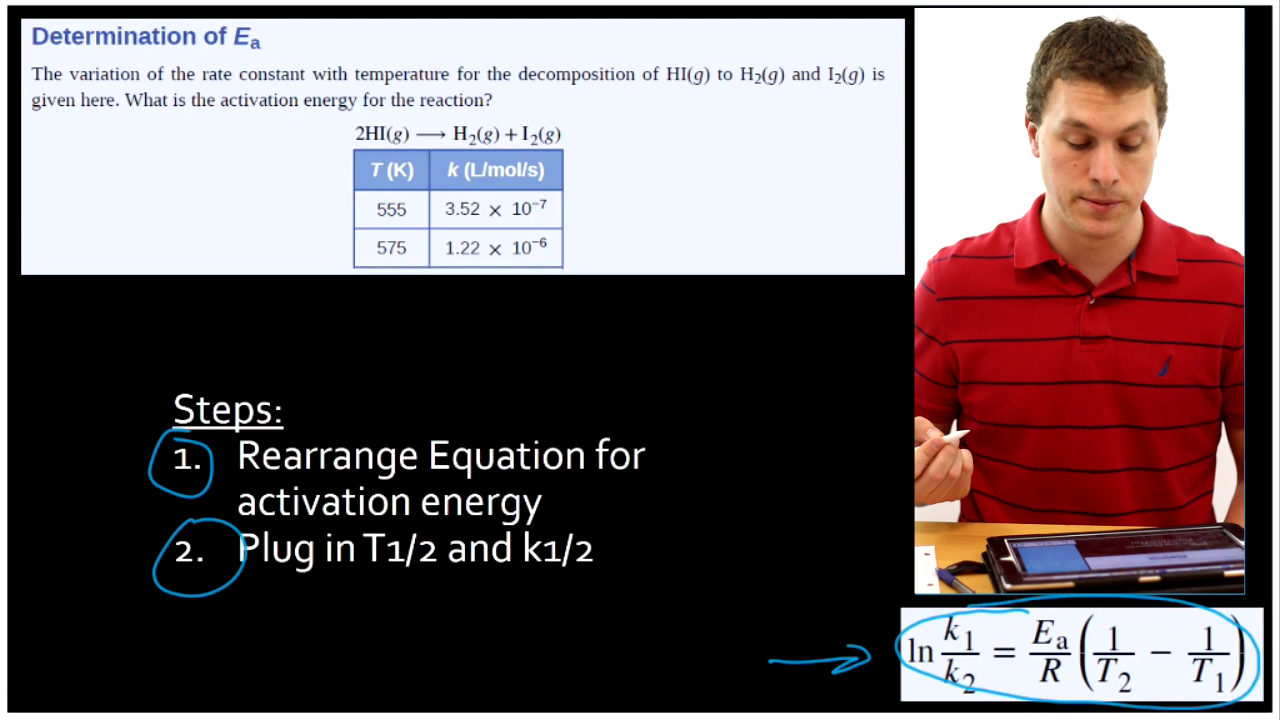 Determination of Eₐ
The variation of the rate constant with temperature for the decomposition of HI(g) to H₂(g) and I₂(g) is
given here. What is the activation energy for the reaction?
2HI(g) ⟶ H₂(g) + I₂(g)
T (K) k (L/mol/s)
555 3.52 × 10⁻⁷
575 1.22 × 10⁻⁶
Steps:
1. Rearrange Equation for
activation energy
2. Plug in T1/2 and k1/2
ln k₁/k₂ = Eₐ/R (1/T₂ − 1/T₁)